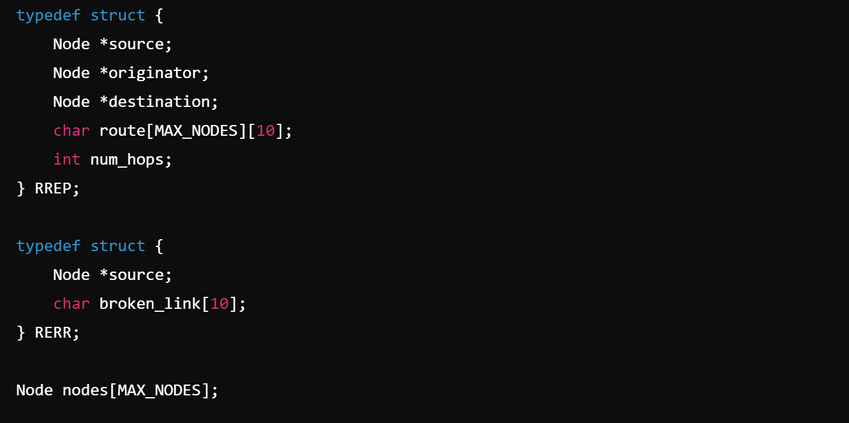 typedef struct {
    Node *source;
    Node *originator;
    Node *destination;
    char route[MAX_NODES][10];
    int num_hops;
} RREP;

typedef struct {
    Node *source;
    char broken_link[10];
} RERR;

Node nodes[MAX_NODES];